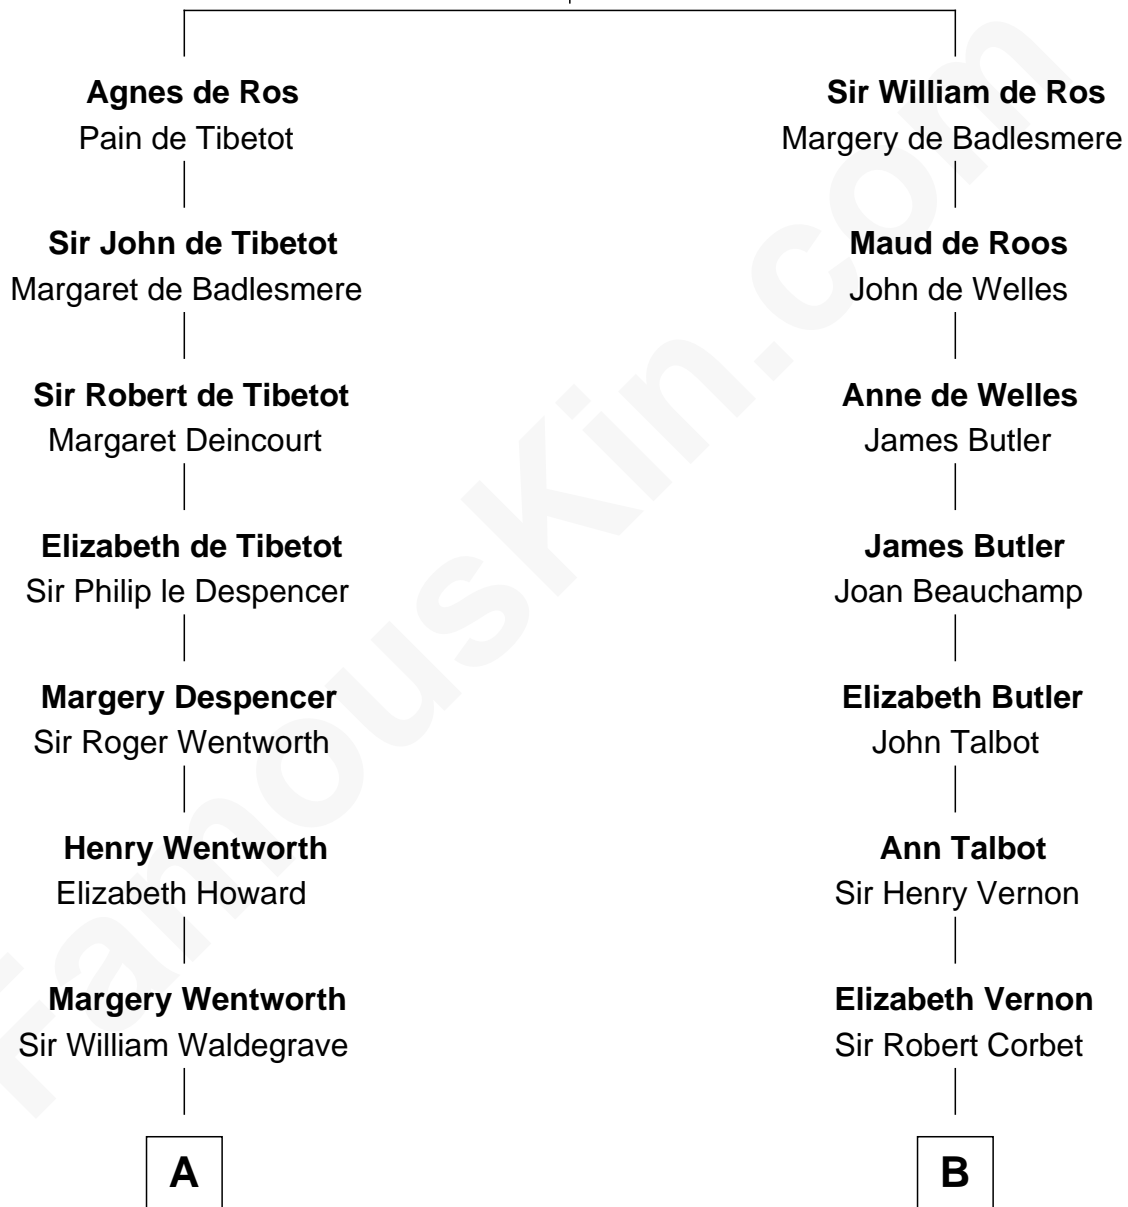 Agnes de Ros
Pain de Tibetot
Sir John de Tibetot
Margaret de Badlesmere
Sir Robert de Tibetot
Margaret Deincourt
Elizabeth de Tibetot
Sir Philip le Despencer
Margery Despencer
Sir Roger Wentworth
Henry Wentworth
Elizabeth Howard
Margery Wentworth
Sir William Waldegrave
A
Sir William de Ros
Margery de Badlesmere
Maud de Roos
John de Welles
Anne de Welles
James Butler
James Butler
Joan Beauchamp
Elizabeth Butler
John Talbot
Ann Talbot
Sir Henry Vernon
Elizabeth Vernon
Sir Robert Corbet
B
FamousKin.com